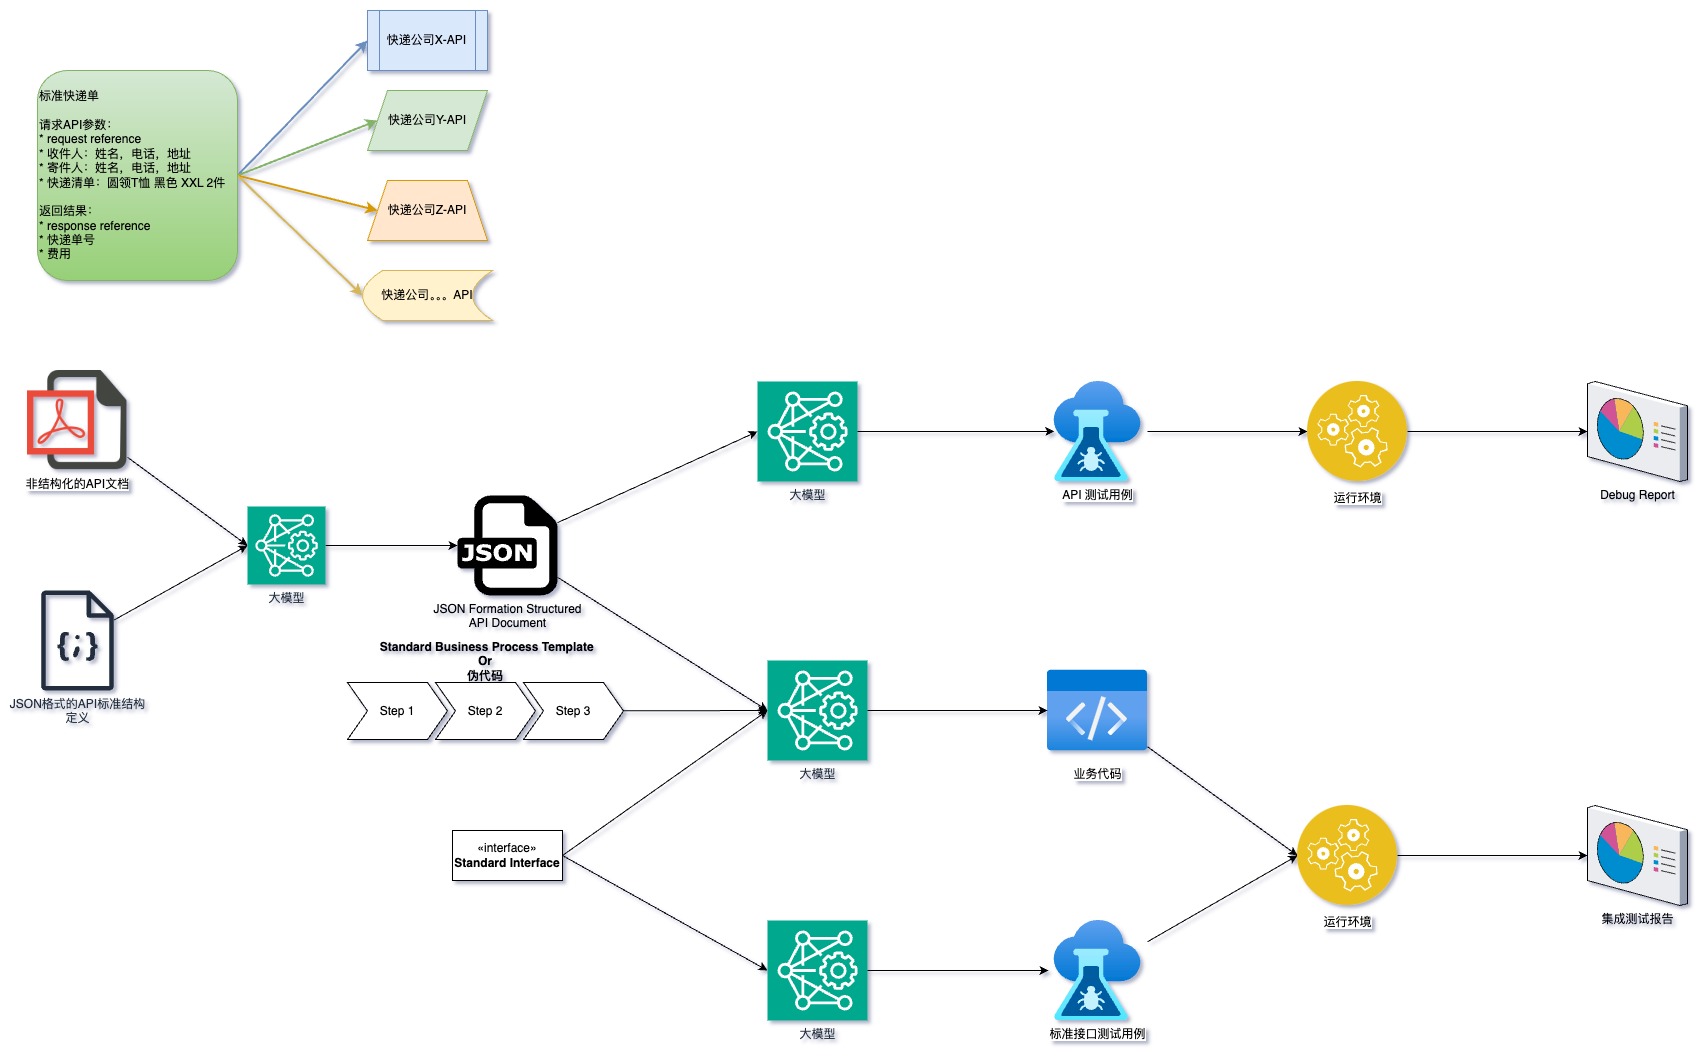 标准快递单
请求API参数：
* request reference
* 收件人：姓名，电话，地址
* 寄件人：姓名，电话，地址
* 快递清单：圆领T恤 黑色 XXL 2件
返回结果：
* response reference
* 快递单号
* 费用
快递公司X-API
快递公司Y-API
快递公司Z-API
快递公司。。。API
非结构化的API文档
{;}
JSON格式的API标准结构
定义
大模型
JSON
JSON Formation Structured
API Document
Standard Business Process Template
Or
伪代码
Step 1
Step 2
Step 3
«interface»
Standard Interface
大模型
API 测试用例
运行环境
Debug Report
大模型
</>
业务代码
运行环境
集成测试报告
大模型
标准接口测试用例